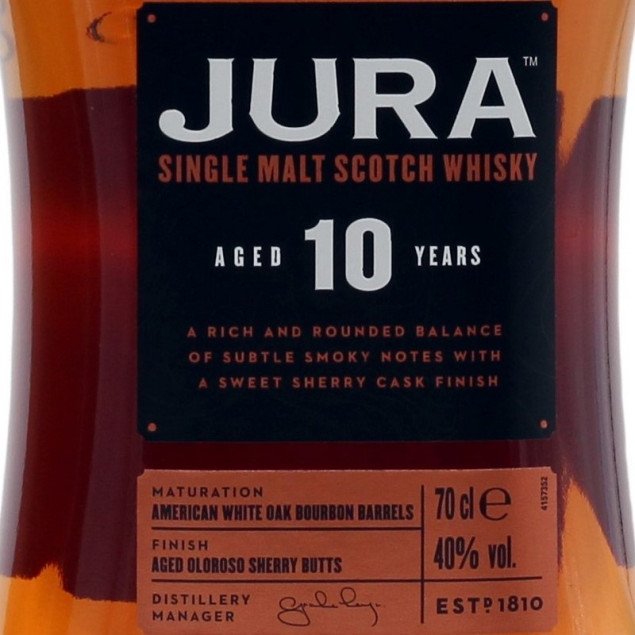 JURA™
SINGLE MALT SCOTCH WHISKY
AGED 10 YEARS
A RICH AND ROUNDED BALANCE
OF SUBTLE SMOKY NOTES WITH
A SWEET SHERRY CASK FINISH
MATURATION
AMERICAN WHITE OAK BOURBON BARRELS
FINISH
AGED OLOROSO SHERRY BUTTS
DISTILLERY
MANAGER
70 cl e
40% vol.
ESTD 1810
4157352